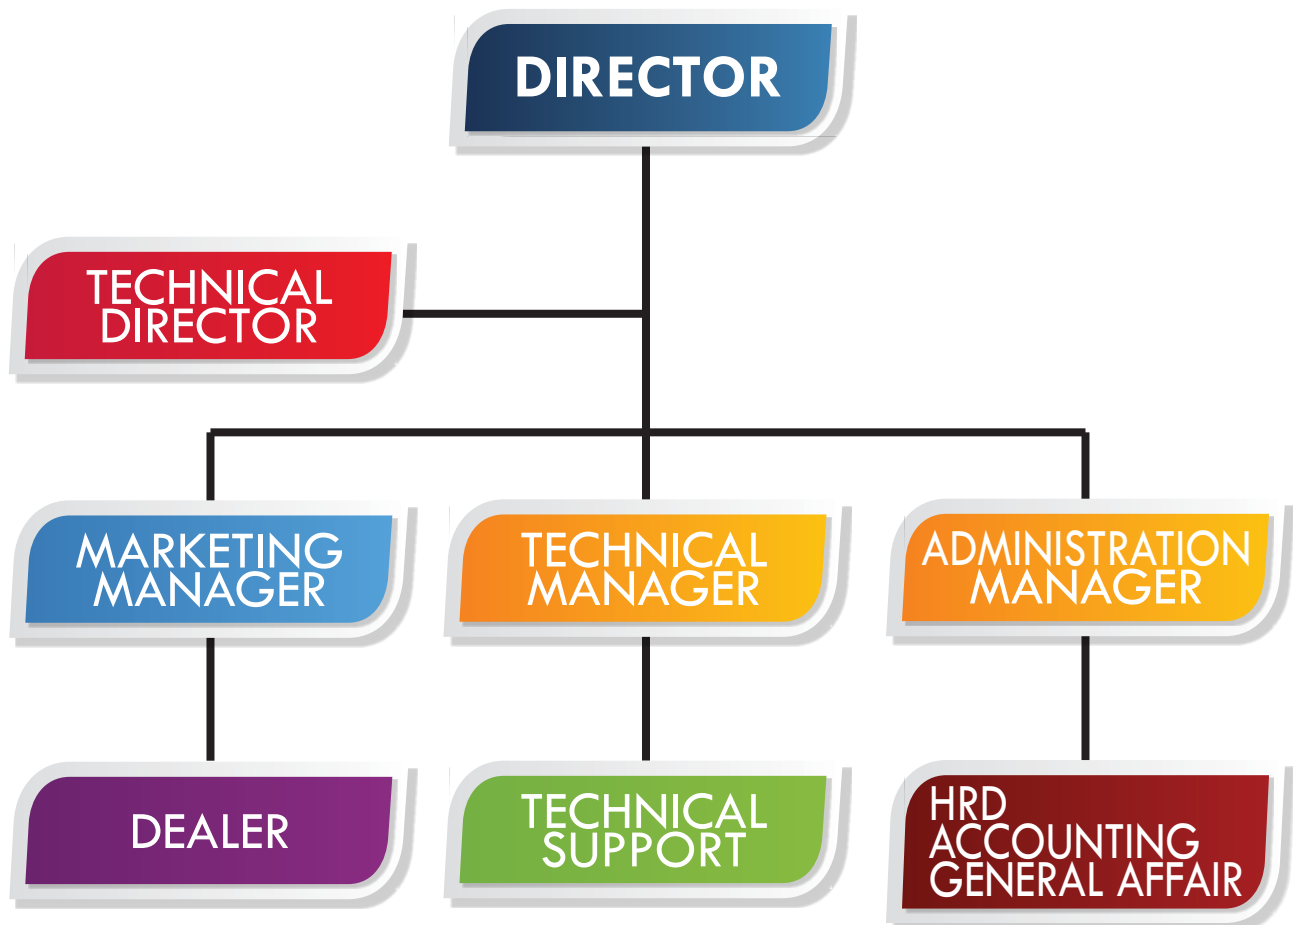 DIRECTOR
TECHNICAL
DIRECTOR
MARKETING
MANAGER
TECHNICAL
MANAGER
ADMINISTRATION
MANAGER
DEALER
TECHNICAL
SUPPORT
HRD
ACCOUNTING
GENERAL AFFAIR